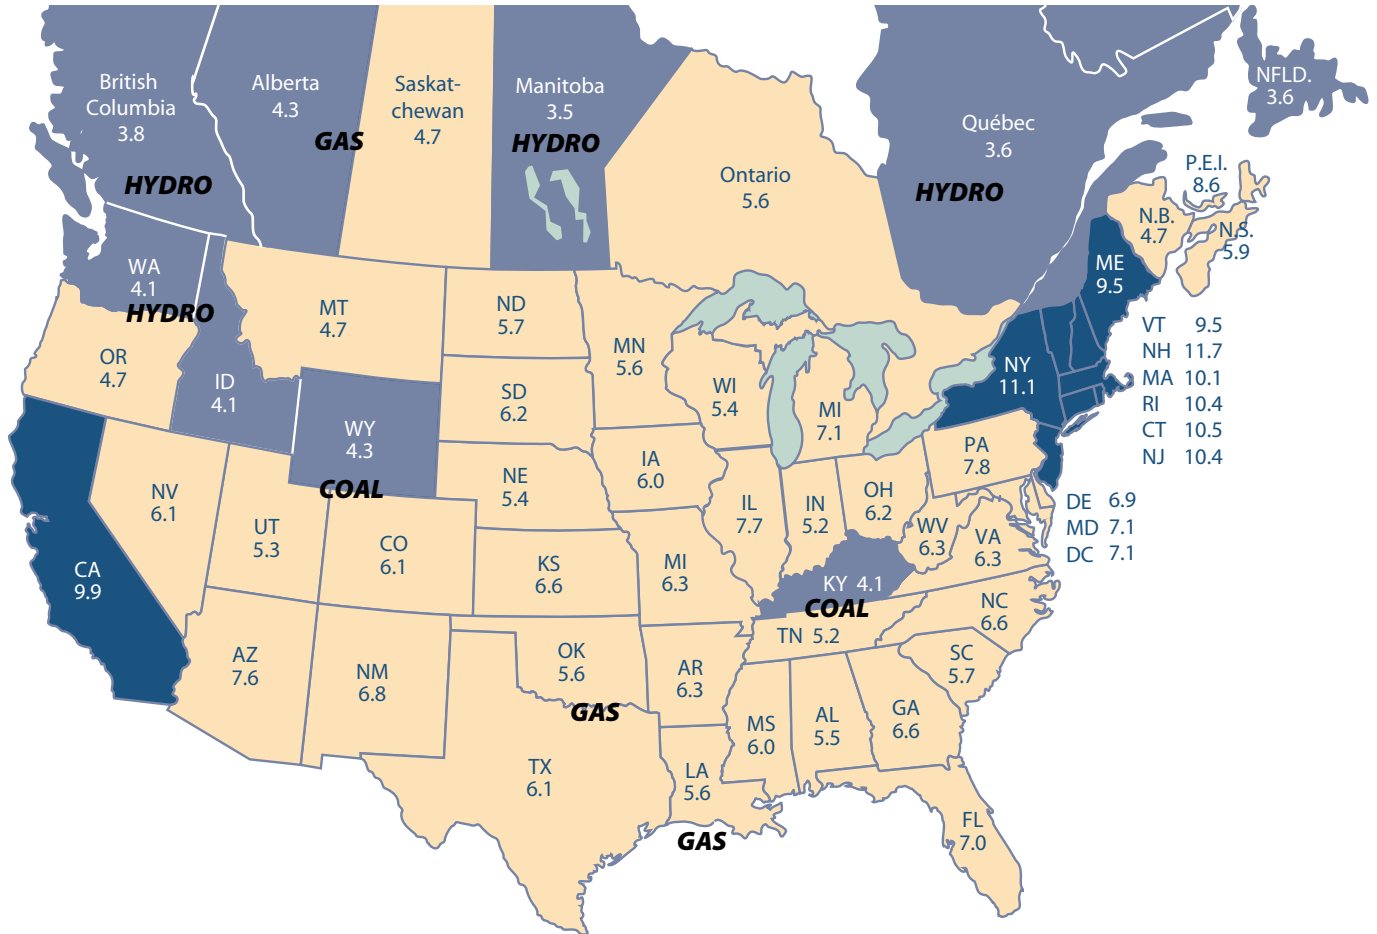 British
Columbia
3.8
Alberta
4.3
Saskat-
chewan
4.7
Manitoba
3.5
Ontario
5.6
Québec
3.6
NFLD.
3.6
GAS
HYDRO
HYDRO
HYDRO
P.E.I.
8.6
N.B.
4.7
N.S.
5.9
WA
4.1
HYDRO
MT
4.7
ND
5.7
MN
5.6
ME
9.5
OR
4.7
ID
4.1
WY
4.3
COAL
SD
6.2
WI
5.4
MI
7.1
NY
11.1
VT 9.5
NH 11.7
MA 10.1
RI 10.4
CT 10.5
NJ 10.4
NV
6.1
UT
5.3
CO
6.1
NE
5.4
IA
6.0
IL
7.7
IN
5.2
OH
6.2
PA
7.8
DE 6.9
MD 7.1
DC 7.1
CA
9.9
KS
6.6
MI
6.3
KY 4.1
COAL
WV
6.3
VA
6.3
AZ
7.6
NM
6.8
OK
5.6
GAS
AR
6.3
TN 5.2
NC
6.6
SC
5.7
TX
6.1
LA
5.6
GAS
MS
6.0
AL
5.5
GA
6.6
FL
7.0